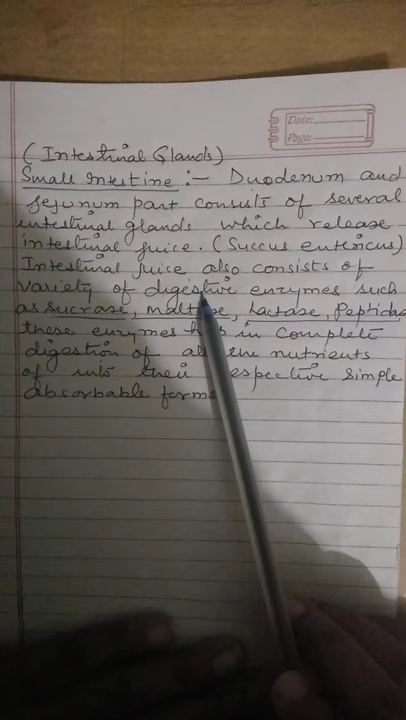 Date:
Page:
(Intestinal Glands)
Small intestine :- Duodenum and
jejunum part consists of several
intestinal glands which release
intestinal juice. (Succus entericus)
Intestinal juice also consists of
variety of digestive enzymes such
as sucrase, maltase, lactase, Peptidas
these enzymes in complete
digestion of all the nutrients
of into their espective simple
absorbable forms